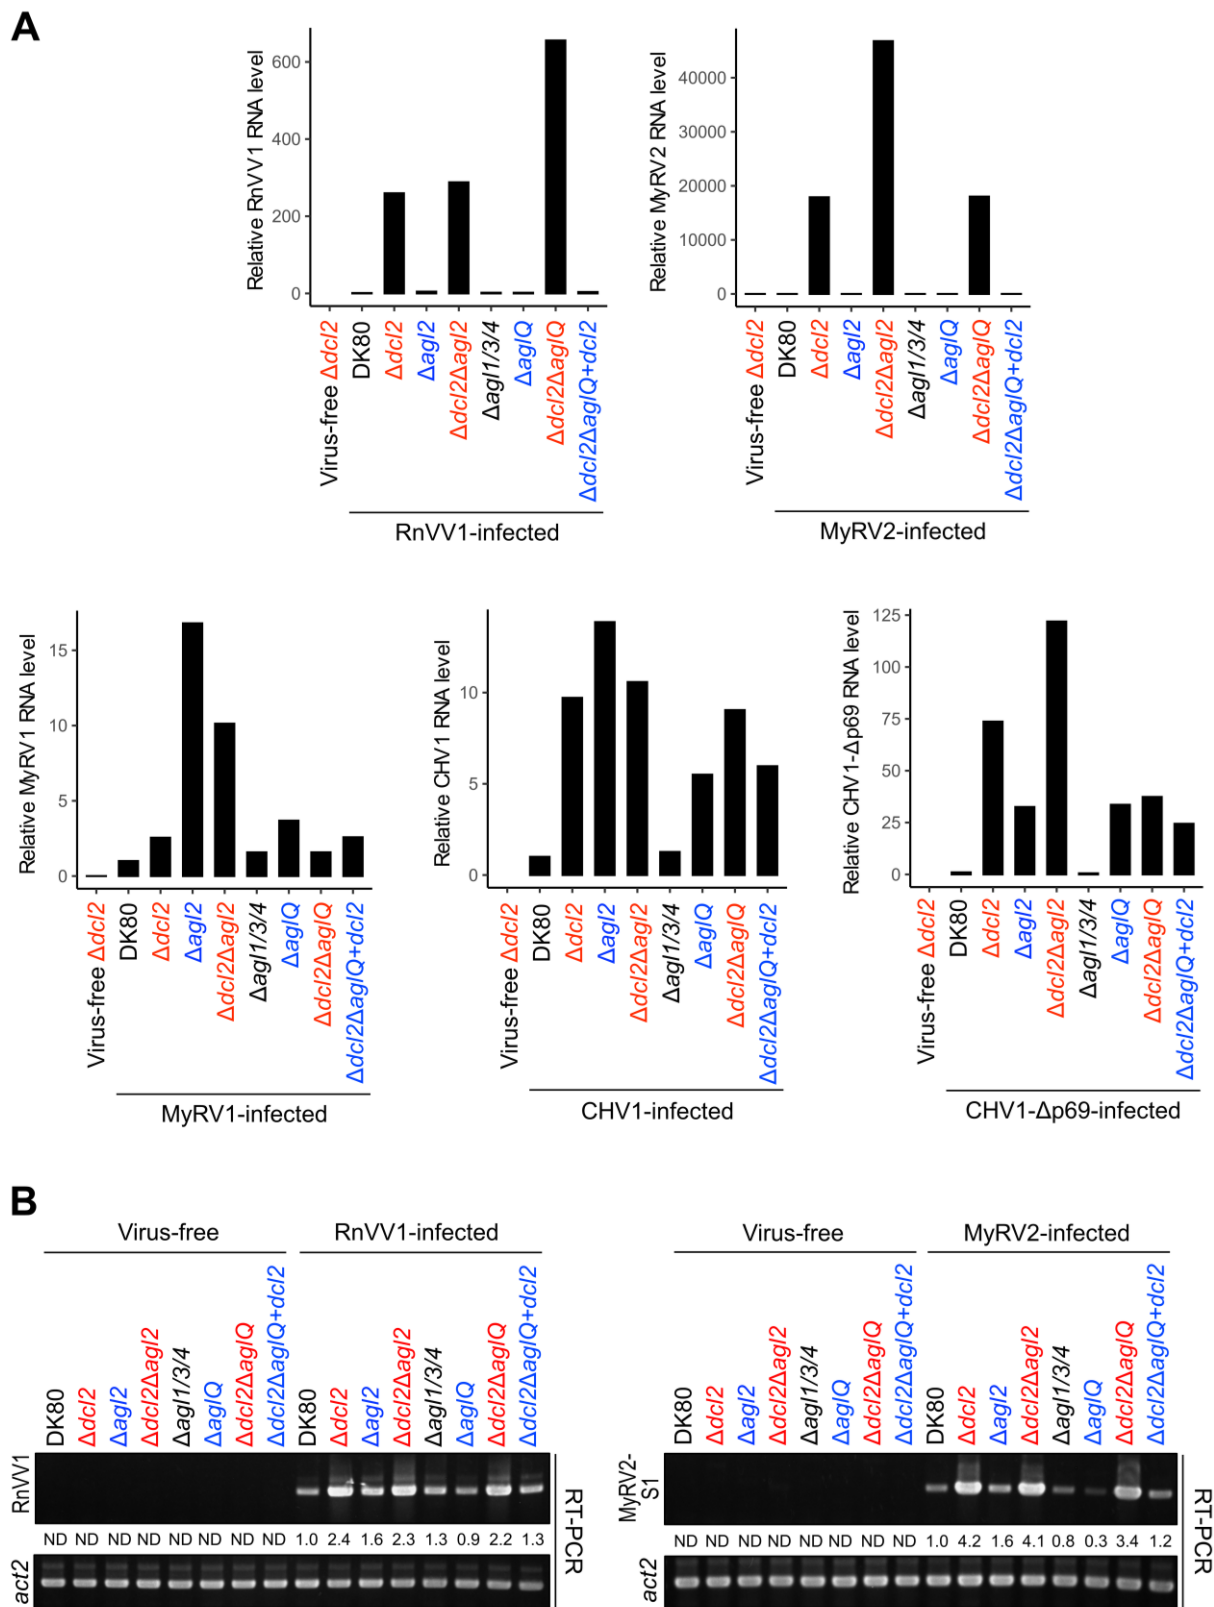 A
Relative RnVV1 RNA level
600
400
200
0
Virus-free Δdcl2
DK80
Δdcl2
Δagl2
Δdcl2Δagl2
Δagl1/3/4
ΔaglQ
Δdcl2ΔaglQ
Δdcl2ΔaglQ+dcl2
RnVV1-infected
Relative MyRV2 RNA level
40000
30000
20000
10000
0
Virus-free Δdcl2
DK80
Δdcl2
Δagl2
Δdcl2Δagl2
Δagl1/3/4
ΔaglQ
Δdcl2ΔaglQ
Δdcl2ΔaglQ+dcl2
MyRV2-infected
Relative MyRV1 RNA level
15
10
5
0
Virus-free Δdcl2
DK80
Δdcl2
Δagl2
Δdcl2Δagl2
Δagl1/3/4
ΔaglQ
Δdcl2ΔaglQ
Δdcl2ΔaglQ+dcl2
MyRV1-infected
Relative CHV1 RNA level
10
5
0
Virus-free Δdcl2
DK80
Δdcl2
Δagl2
Δdcl2Δagl2
Δagl1/3/4
ΔaglQ
Δdcl2ΔaglQ
Δdcl2ΔaglQ+dcl2
CHV1-infected
Relative CHV1-Δp69 RNA level
125
100
75
50
25
0
Virus-free Δdcl2
DK80
Δdcl2
Δagl2
Δdcl2Δagl2
Δagl1/3/4
ΔaglQ
Δdcl2ΔaglQ
Δdcl2ΔaglQ+dcl2
CHV1-Δp69-infected
B
Virus-free
RnVV1-infected
DK80
Δdcl2
Δagl2
Δdcl2Δagl2
Δagl1/3/4
ΔaglQ
Δdcl2ΔaglQ
Δdcl2ΔaglQ+dcl2
DK80
Δdcl2
Δagl2
Δdcl2Δagl2
Δagl1/3/4
ΔaglQ
Δdcl2ΔaglQ
Δdcl2ΔaglQ+dcl2
RnVV1
ND ND ND ND ND ND ND ND 1.0 2.4 1.6 2.3 1.3 0.9 2.2 1.3
act2
RT-PCR
Virus-free
MyRV2-infected
DK80
Δdcl2
Δagl2
Δdcl2Δagl2
Δagl1/3/4
ΔaglQ
Δdcl2ΔaglQ
Δdcl2ΔaglQ+dcl2
DK80
Δdcl2
Δagl2
Δdcl2Δagl2
Δagl1/3/4
ΔaglQ
Δdcl2ΔaglQ
Δdcl2ΔaglQ+dcl2
MyRV2-
S1
ND ND ND ND ND ND ND ND 1.0 4.2 1.6 4.1 0.8 0.3 3.4 1.2
act2
RT-PCR